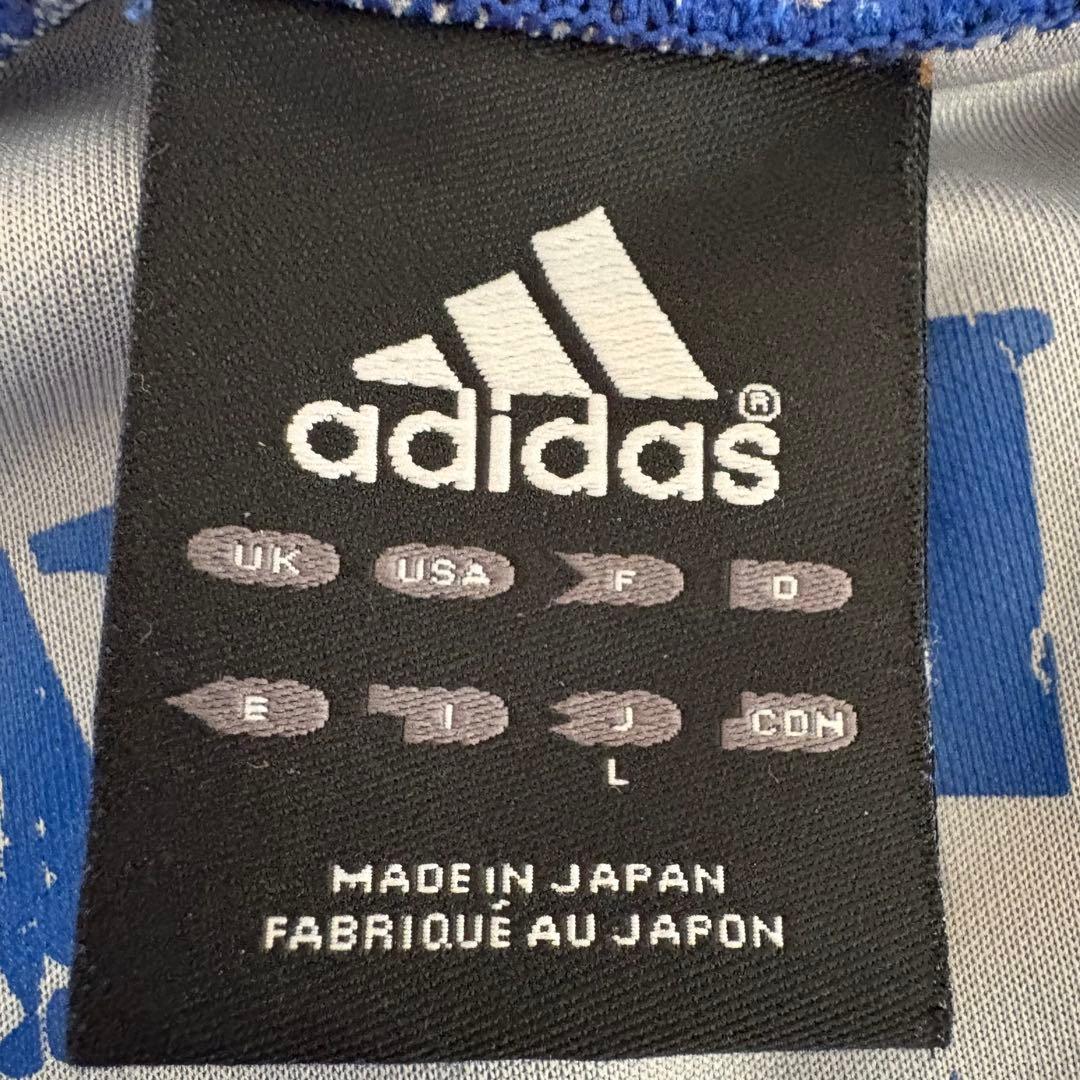 adidas®
UK USA F D
E I J CDN
L
MADE IN JAPAN
FABRIQUÉ AU JAPON